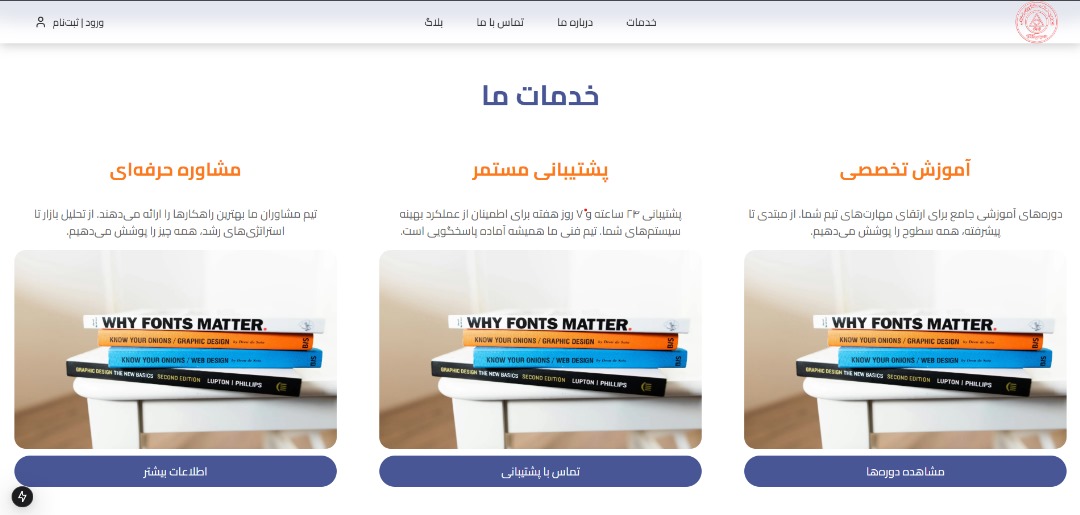 خدمات
درباره ما
تماس با ما
بلاگ
ورود | ثبت‌نام
خدمات ما
آموزش تخصصی
دوره‌های آموزشی جامع برای ارتقای مهارت‌های تیم شما. از مبتدی تا
پیشرفته، همه سطوح را پوشش می‌دهیم.
WHY FONTS MATTER.
KNOW YOUR ONIONS / GRAPHIC DESIGN
KNOW YOUR ONIONS / WEB DESIGN
BIS
GRAPHIC DESIGN THE NEW BASICS SECOND EDITION LUPTON | PHILLIPS
مشاهده دوره‌ها
پشتیبانی مستمر
پشتیبانی ۲۴ ساعته و ۷ روز هفته برای اطمینان از عملکرد بهینه
سیستم‌های شما. تیم فنی ما همیشه آماده پاسخگویی است.
WHY FONTS MATTER.
KNOW YOUR ONIONS / GRAPHIC DESIGN
KNOW YOUR ONIONS / WEB DESIGN
BIS
GRAPHIC DESIGN THE NEW BASICS SECOND EDITION LUPTON | PHILLIPS
تماس با پشتیبانی
مشاوره حرفه‌ای
تیم مشاوران ما بهترین راهکارها را ارائه می‌دهند. از تحلیل بازار تا
استراتژی‌های رشد، همه چیز را پوشش می‌دهیم.
WHY FONTS MATTER.
KNOW YOUR ONIONS / GRAPHIC DESIGN
KNOW YOUR ONIONS / WEB DESIGN
BIS
GRAPHIC DESIGN THE NEW BASICS SECOND EDITION LUPTON | PHILLIPS
اطلاعات بیشتر